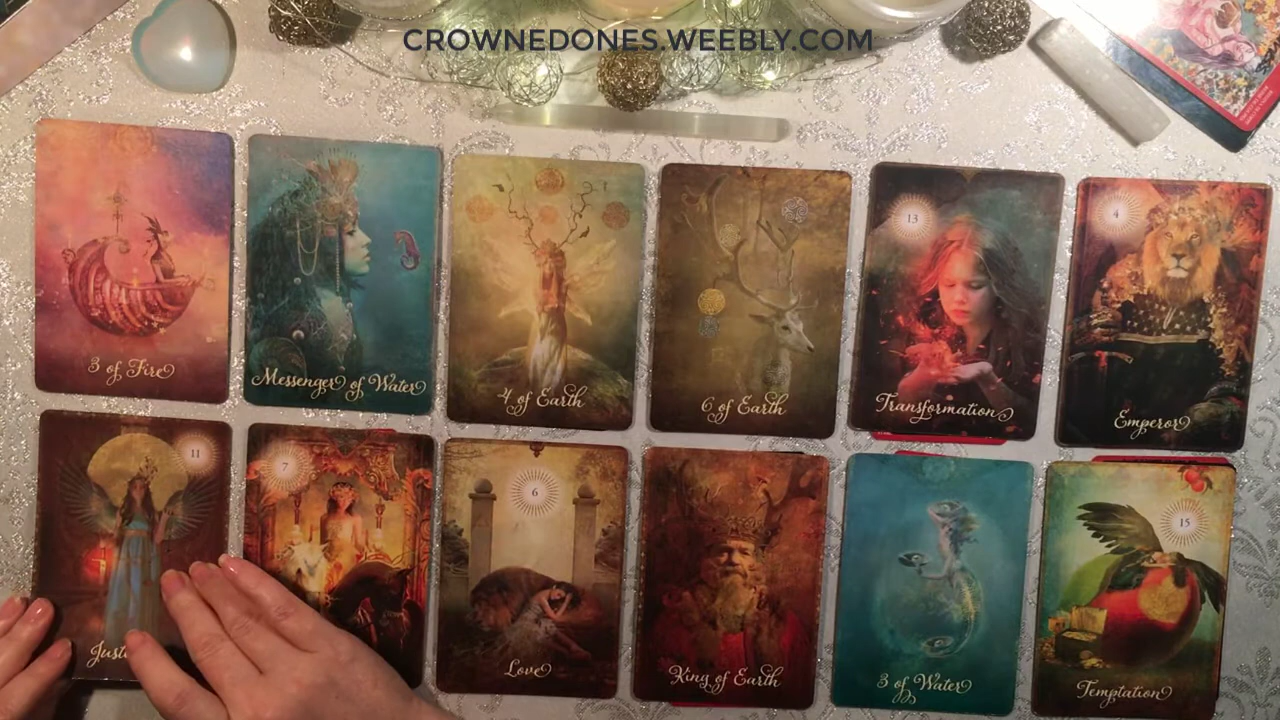 CROWNEDONES.WEEBLY.COM
3 of Fire
Messenger of Water
4 of Earth
6 of Earth
13
Transformation
4
Emperor
11
Just
7
6
Love
King of Earth
3 of Water
15
Temptation